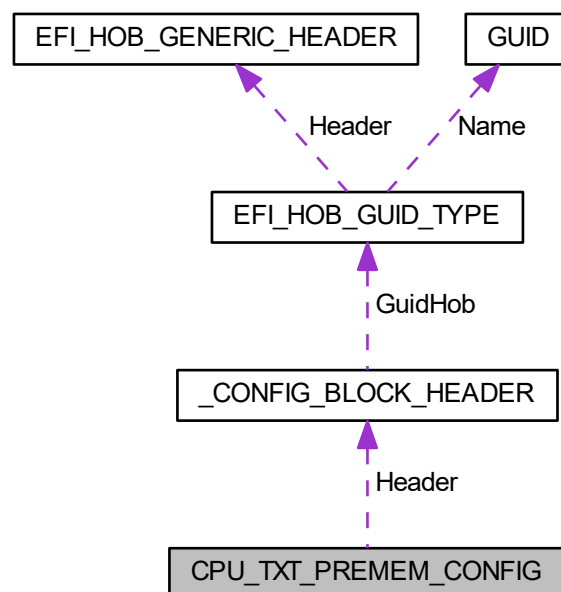 EFI_HOB_GENERIC_HEADER
GUID
Header
Name
EFI_HOB_GUID_TYPE
GuidHob
_CONFIG_BLOCK_HEADER
Header
CPU_TXT_PREMEM_CONFIG